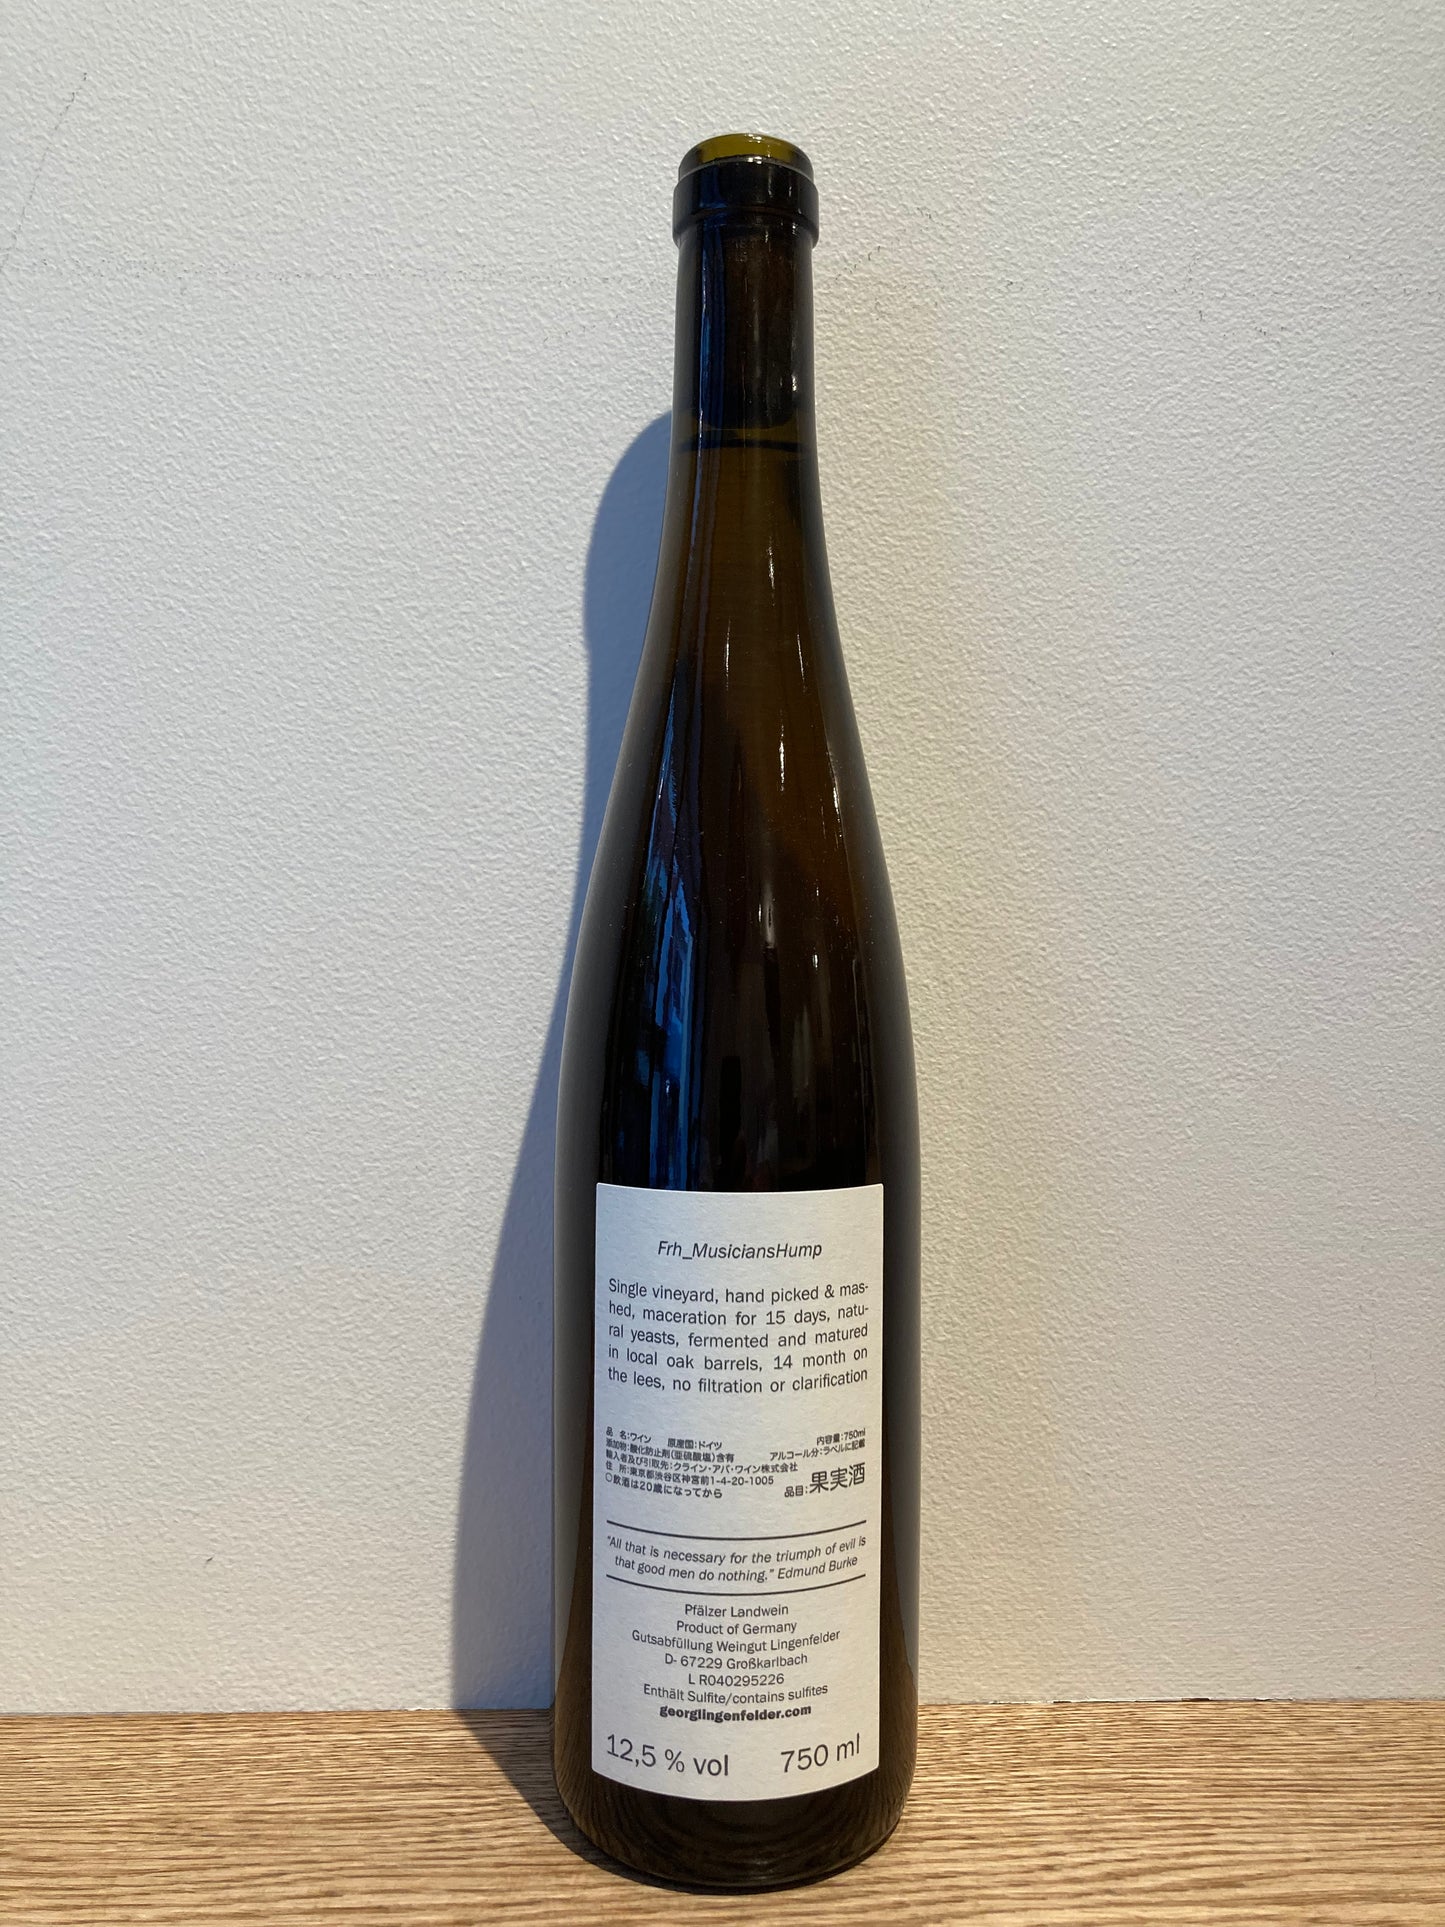 Frh_MusiciansHump
Single vineyard, hand picked & mas-
hed, maceration for 15 days, natu-
ral yeasts, fermented and matured
in local oak barrels, 14 month on
the lees, no filtration or clarification
品 名:ワイン 原産国:ドイツ 内容量:750ml
添加物:酸化防止剤(亜硫酸塩)含有 アルコール分:ラベルに記載
輸入者及び引取先:クライン・アバ・ワイン株式会社
住 所:東京都渋谷区神宮前1-4-20-1005
○飲酒は20歳になってから 品目:果実酒
"All that is necessary for the triumph of evil is
that good men do nothing." Edmund Burke
Pfälzer Landwein
Product of Germany
Gutsabfüllung Weingut Lingenfelder
D- 67229 Großkarlbach
L R040295226
Enthält Sulfite/contains sulfites
georglingenfelder.com
12,5 % vol 750 ml